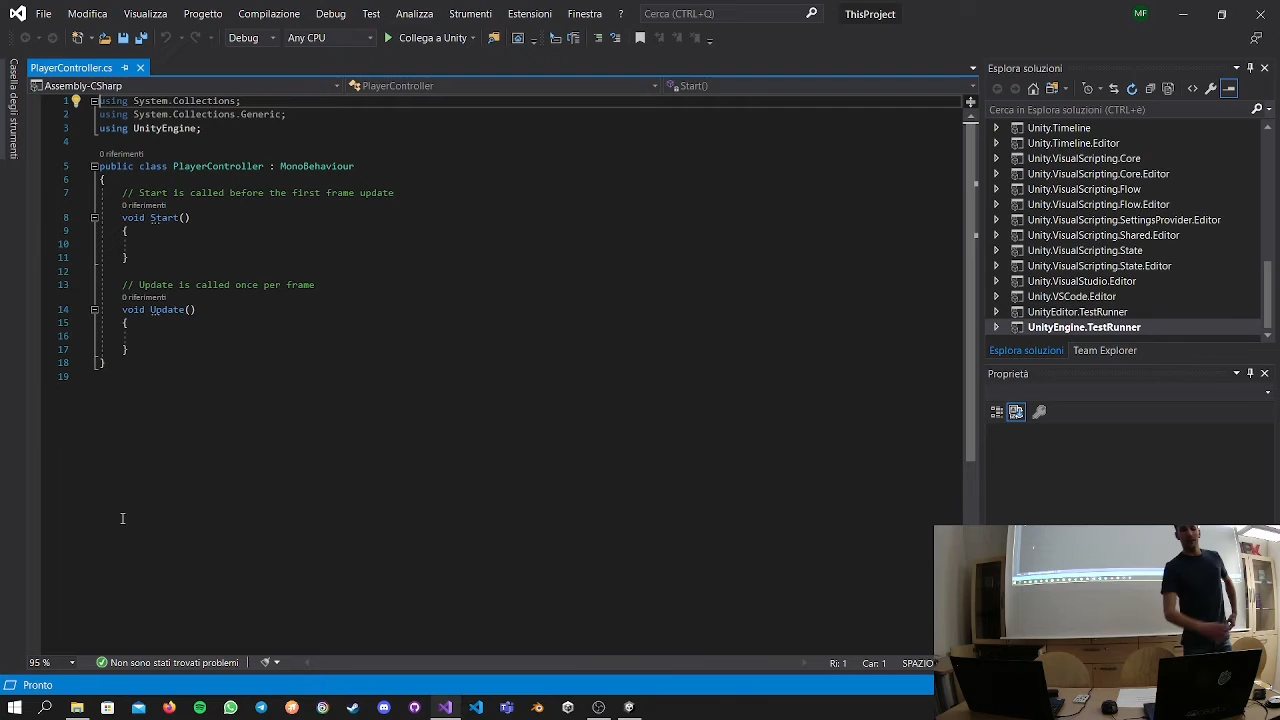 File Modifica Visualizza Progetto Compilazione Debug Test Analizza Strumenti Estensioni Finestra ? Cerca (CTRL+Q) ThisProject MF
Debug Any CPU Collega a Unity
PlayerController.cs
Assembly-CSharp PlayerController Start()
Casella degli strumenti
1 using System.Collections;
2 using System.Collections.Generic;
3 using UnityEngine;
4
0 riferimenti
5 public class PlayerController : MonoBehaviour
6 {
7 // Start is called before the first frame update
0 riferimenti
8 void Start()
9 {
10
11 }
12
13 // Update is called once per frame
0 riferimenti
14 void Update()
15 {
16
17 }
18 }
19
Esplora soluzioni
Cerca in Esplora soluzioni (CTRL+è)
Unity.Timeline
Unity.Timeline.Editor
Unity.VisualScripting.Core
Unity.VisualScripting.Core.Editor
Unity.VisualScripting.Flow
Unity.VisualScripting.Flow.Editor
Unity.VisualScripting.SettingsProvider.Editor
Unity.VisualScripting.Shared.Editor
Unity.VisualScripting.State
Unity.VisualScripting.State.Editor
Unity.VisualStudio.Editor
Unity.VSCode.Editor
UnityEditor.TestRunner
UnityEngine.TestRunner
Esplora soluzioni Team Explorer
Proprietà
95 % Non sono stati trovati problemi Ri: 1 Car: 1 SPAZIO
Pronto